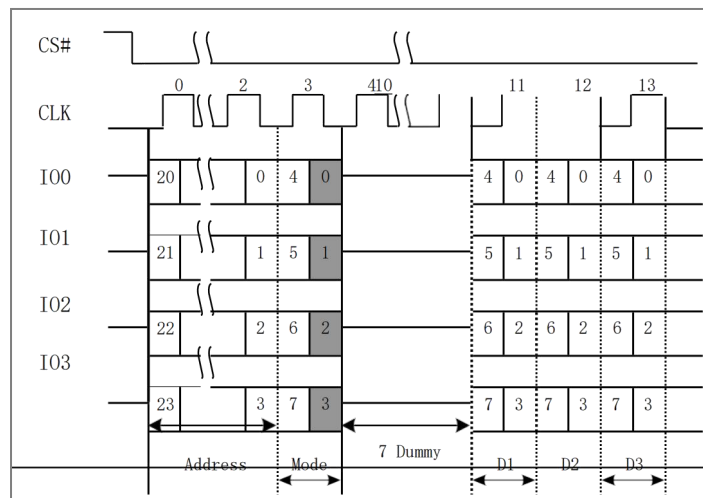 CS#
0 2 3 410 11 12 13
CLK
IO0 20 0 4 0 4 0 4 0 4 0
IO1 21 1 5 1 5 1 5 1 5 1
IO2 22 2 6 2 6 2 6 2 6 2
IO3 23 3 7 3 7 3 7 3 7 3
7 Dummy
Address Mode D1 D2 D3